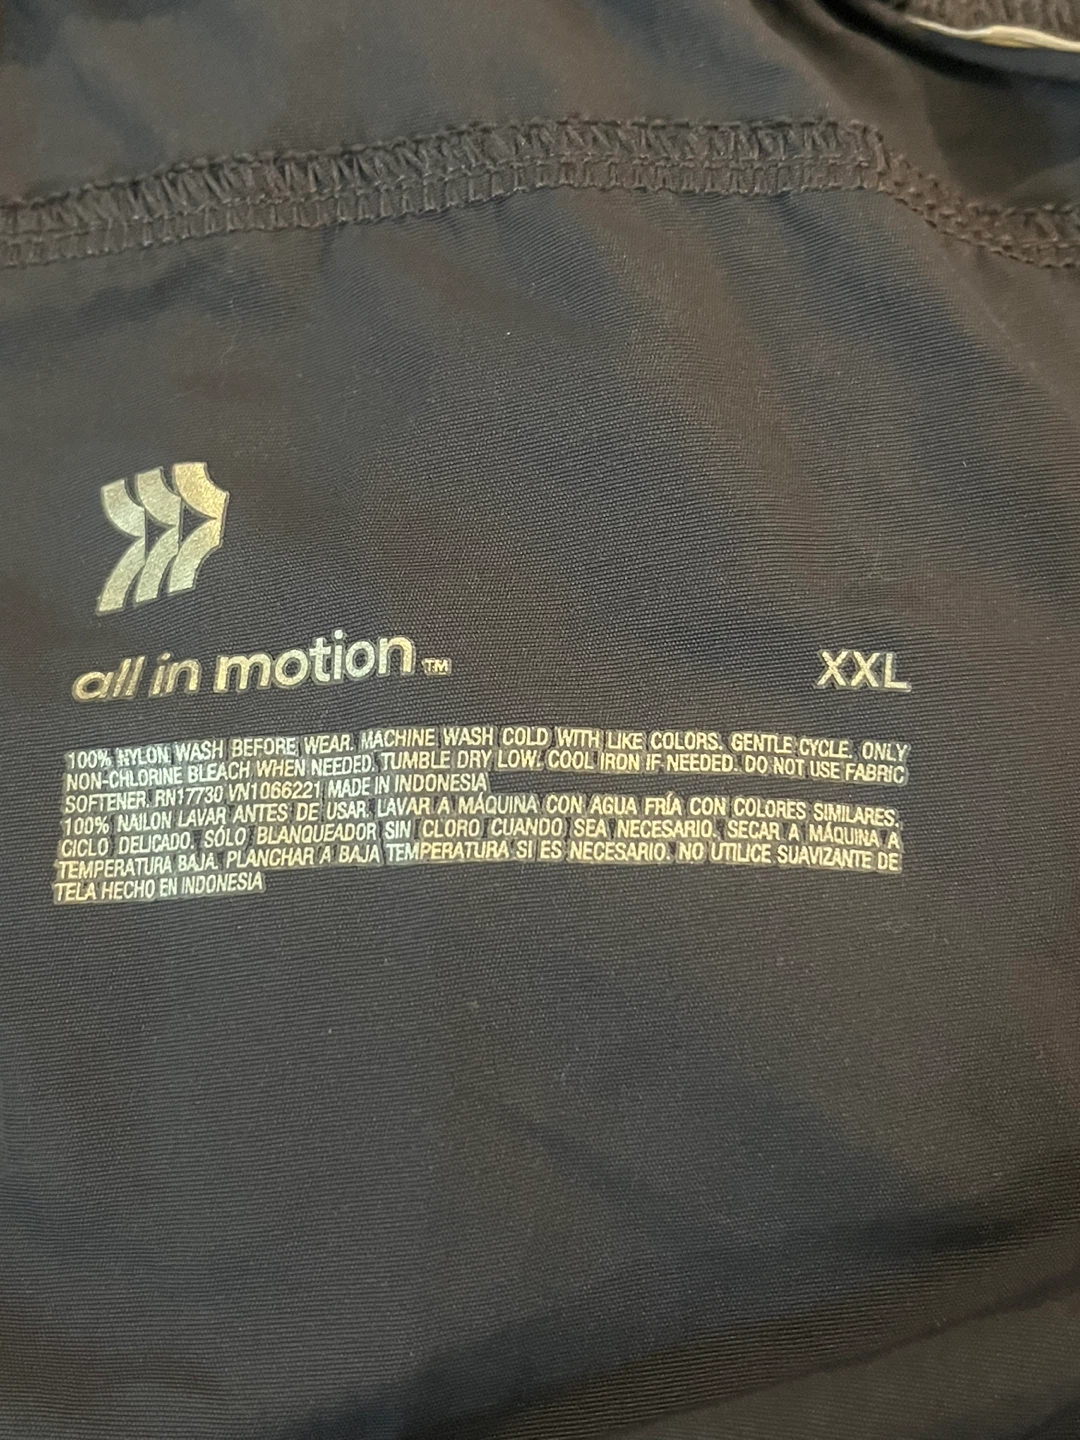 all in motion™
XXL
100% NYLON WASH BEFORE WEAR. MACHINE WASH COLD WITH LIKE COLORS. GENTLE CYCLE. ONLY
NON-CHLORINE BLEACH WHEN NEEDED. TUMBLE DRY LOW. COOL IRON IF NEEDED. DO NOT USE FABRIC
SOFTENER. RN17730 VN1066221 MADE IN INDONESIA
100% NAILON LAVAR ANTES DE USAR. LAVAR A MÁQUINA CON AGUA FRÍA CON COLORES SIMILARES.
CICLO DELICADO. SÓLO BLANQUEADOR SIN CLORO CUANDO SEA NECESARIO. SECAR A MÁQUINA A
TEMPERATURA BAJA. PLANCHAR A BAJA TEMPERATURA SI ES NECESARIO. NO UTILICE SUAVIZANTE DE
TELA HECHO EN INDONESIA